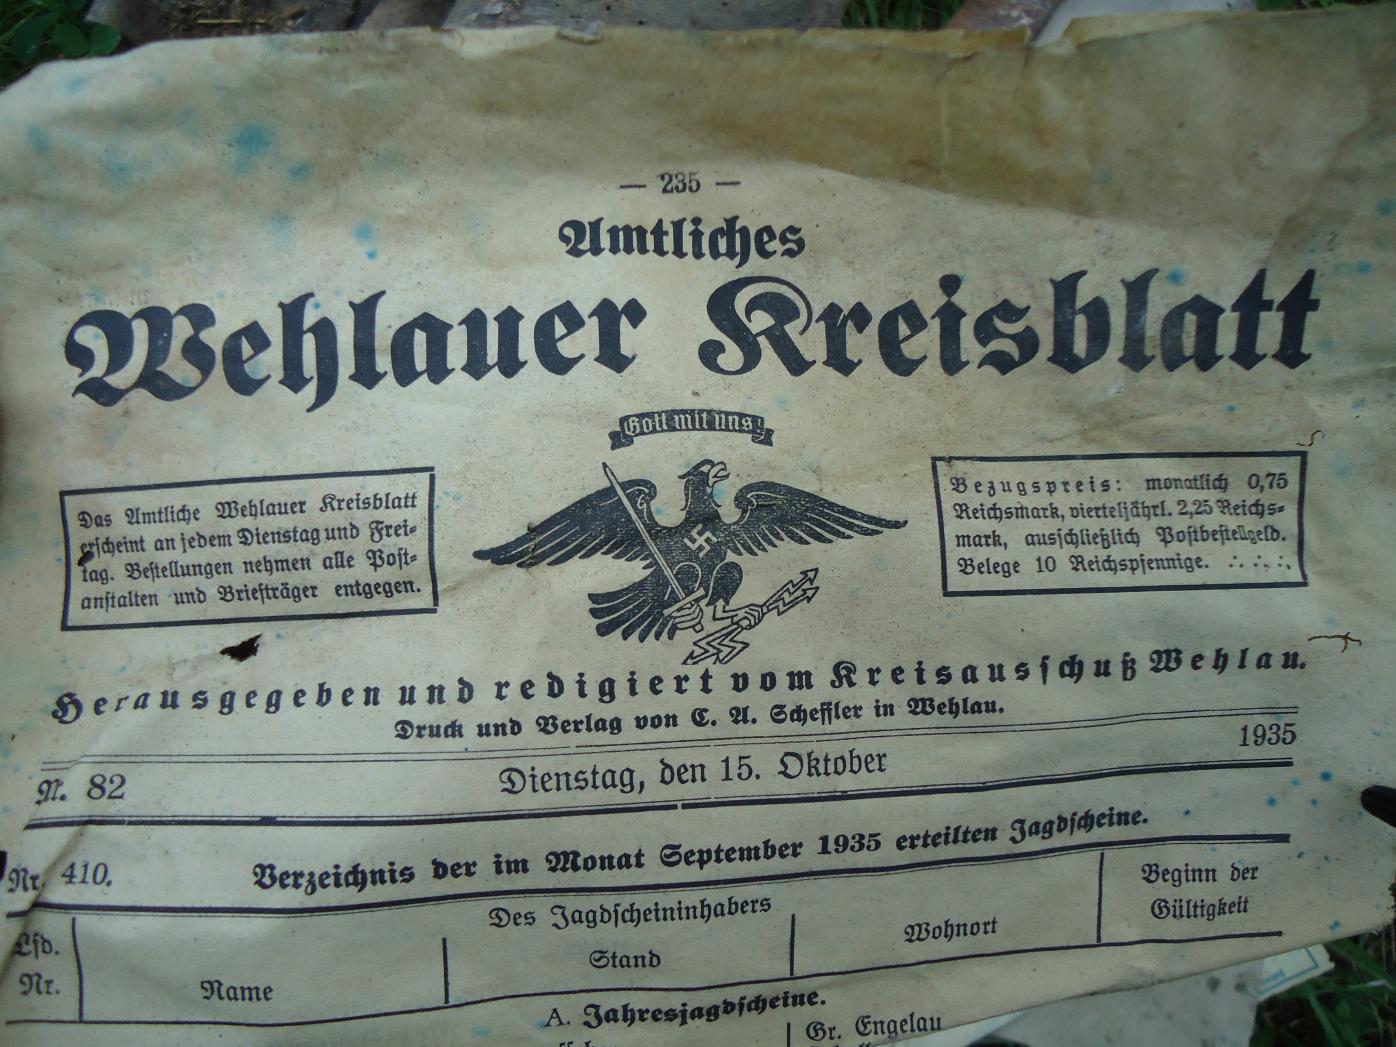 — 235 —
Amtliches
Wehlauer Kreisblatt
Gott mit uns!
Das Amtliche Wehlauer Kreisblatt
erscheint an jedem Dienstag und Frei-
tag. Bestellungen nehmen alle Post-
anstalten und Briefträger entgegen.
Bezugspreis: monatlich 0,75
Reichsmark, vierteljährl. 2,25 Reichs-
mark, ausschließlich Postbestellgeld.
Belege 10 Reichspfennige.
Herausgegeben und redigiert vom Kreisausschuß Wehlau.
Druck und Verlag von C. A. Scheffler in Wehlau.
N. 82 Dienstag, den 15. Oktober 1935
Nr. 410. Verzeichnis der im Monat September 1935 erteilten Jagdscheine.
Lfd.
Nr.
Des Jagdscheininhabers
Name
Stand
Wohnort
Beginn der
Gültigkeit
A. Jahresjagdscheine.
Gr. Engelau